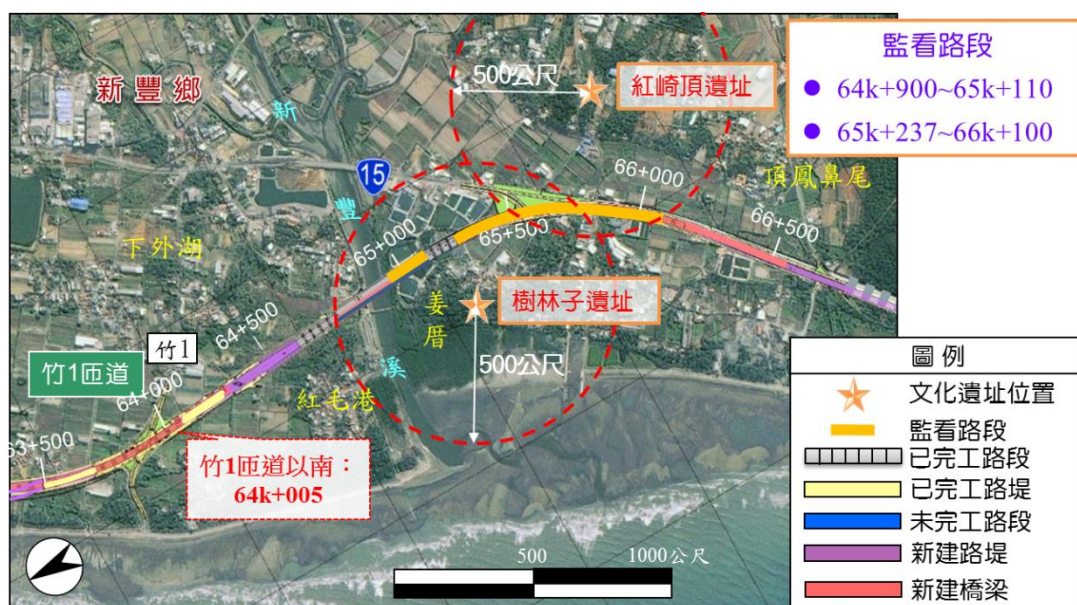 監看路段
● 64k+900~65k+110
● 65k+237~66k+100
500公尺
紅崎頂遺址
新豐鄉
新
豐
溪
15
66+000
頂鳳鼻尾
66+500
下外湖
65+000
65+500
樹林子遺址
姜厝
500公尺
64+500
竹1
竹1匝道
64+000
紅毛港
63+500
竹1匝道以南：
64k+005
500
1000公尺
圖例
文化遺址位置
監看路段
已完工路段
已完工路堤
未完工路段
新建路堤
新建橋梁